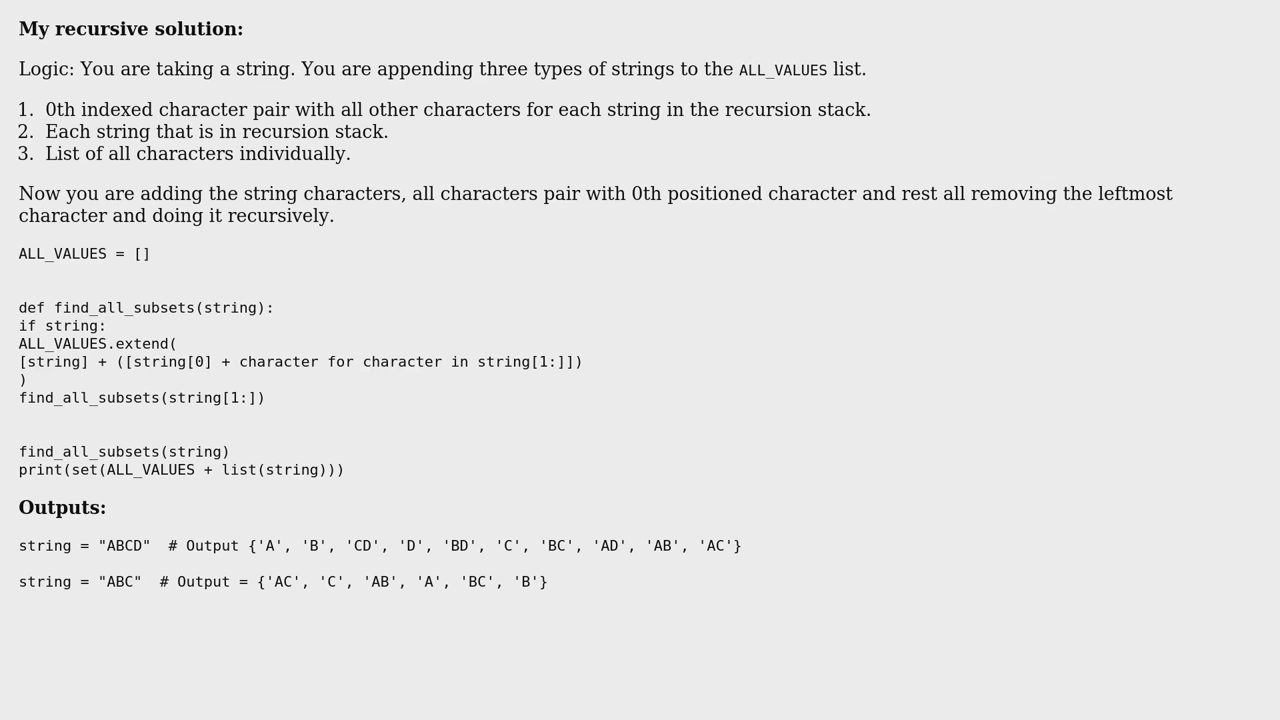 My recursive solution:
Logic: You are taking a string. You are appending three types of strings to the ALL_VALUES list.
1. 0th indexed character pair with all other characters for each string in the recursion stack.
2. Each string that is in recursion stack.
3. List of all characters individually.
Now you are adding the string characters, all characters pair with 0th positioned character and rest all removing the leftmost
character and doing it recursively.
ALL_VALUES = []
def find_all_subsets(string):
if string:
ALL_VALUES.extend(
[string] + ([string[0] + character for character in string[1:]])
)
find_all_subsets(string[1:])
find_all_subsets(string)
print(set(ALL_VALUES + list(string)))
Outputs:
string = "ABCD"  # Output {'A', 'B', 'CD', 'D', 'BD', 'C', 'BC', 'AD', 'AB', 'AC'}
string = "ABC"  # Output = {'AC', 'C', 'AB', 'A', 'BC', 'B'}